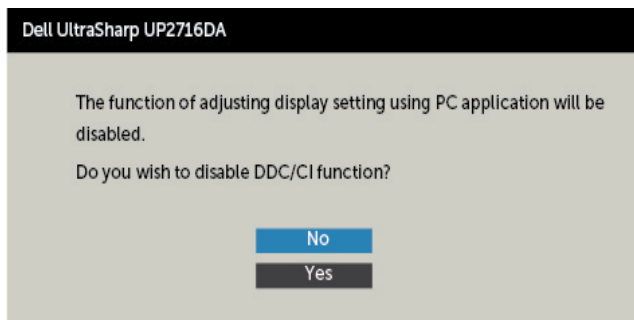 Dell UltraSharp UP2716DA
The function of adjusting display setting using PC application will be
disabled.
Do you wish to disable DDC/CI function?
No
Yes